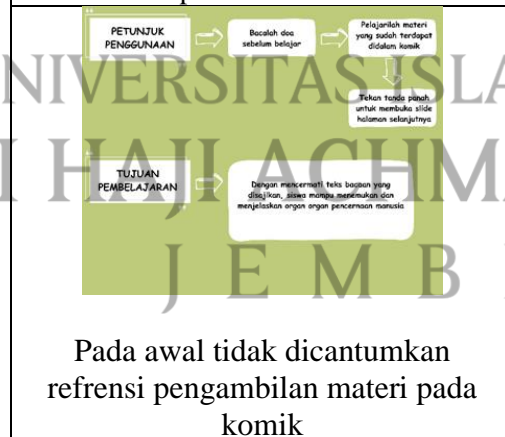 PETUNJUK
PENGGUNAAN
Bacalah doa
sebelum belajar
Pelajarilah materi
yang sudah terdapat
didalam komik
Tekan tanda panah
untuk membuka slide
halaman selanjutnya
TUJUAN
PEMBELAJARAN
Dengan mencermati teks bacaan yang
disajikan, siswa mampu menemukan dan
menjelaskan organ organ pencernaan manusia
NIVERSITAS ISLA
I HAJI ACHMA
J E M B
Pada awal tidak dicantumkan
refrensi pengambilan materi pada
komik